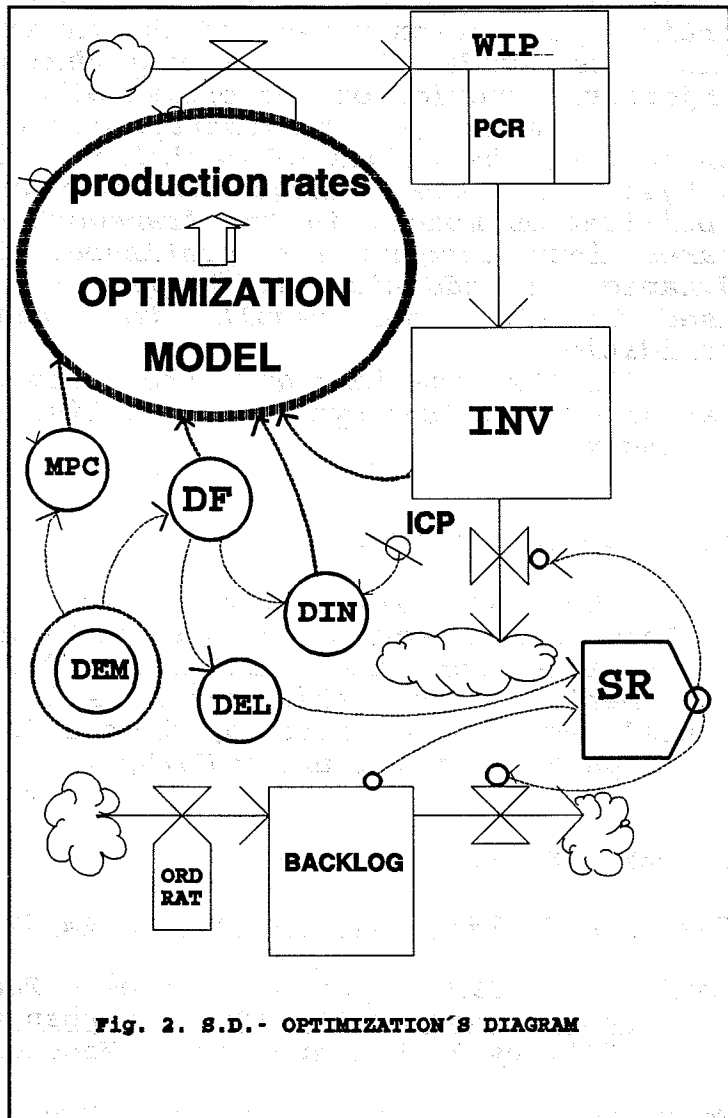 WIP
PCR
production rates
OPTIMIZATION
MODEL
INV
MPC
DF
ICP
DIN
DEM
DEL
SR
ORD
RAT
BACKLOG
Fig. 2. S.D.- OPTIMIZATION´S DIAGRAM